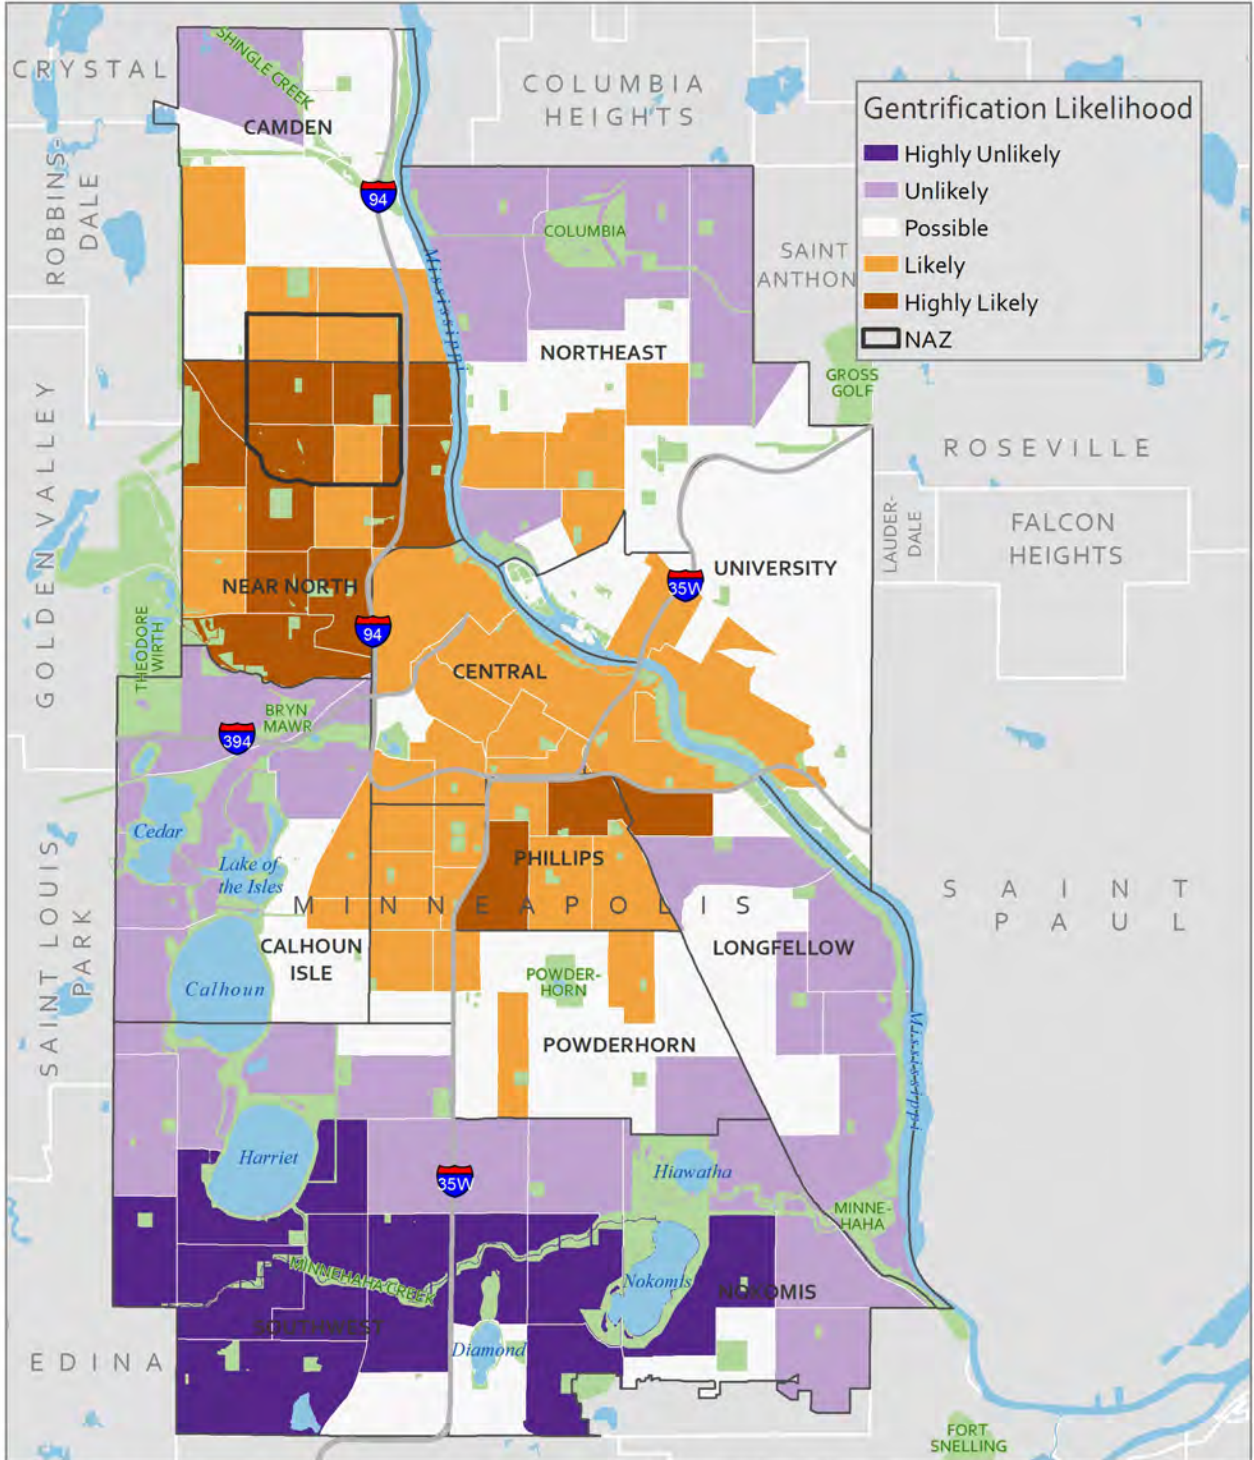 CRYSTAL
SHINGLE CREEK
CAMDEN
COLUMBIA
HEIGHTS
Gentrification Likelihood
Highly Unlikely
Unlikely
Possible
Likely
Highly Likely
NAZ
ROBBINS-
DALE
94
COLUMBIA
SAINT
ANTHON
Mississippi
NORTHEAST
GROSS
GOLF
GOLDEN VALLEY
ROSEVILLE
LAUDER-
DALE
FALCON
HEIGHTS
UNIVERSITY
35W
NEAR NORTH
94
THEODORE
WIRTH
CENTRAL
BRYN
MAWR
394
Cedar
Lake of
the Isles
PHILLIPS
MINNEAPOLIS
SAINT
PAUL
SAINT LOUIS
PARK
CALHOUN
ISLE
LONGFELLOW
Calhoun
POWDER-
HORN
POWDERHORN
Mississippi
Harriet
35W
Hiawatha
MINNE-
HAHA
MINNEHAHA CREEK
Nokomis
NOKOMIS
SOUTHWEST
Diamond
EDINA
FORT
SNELLING